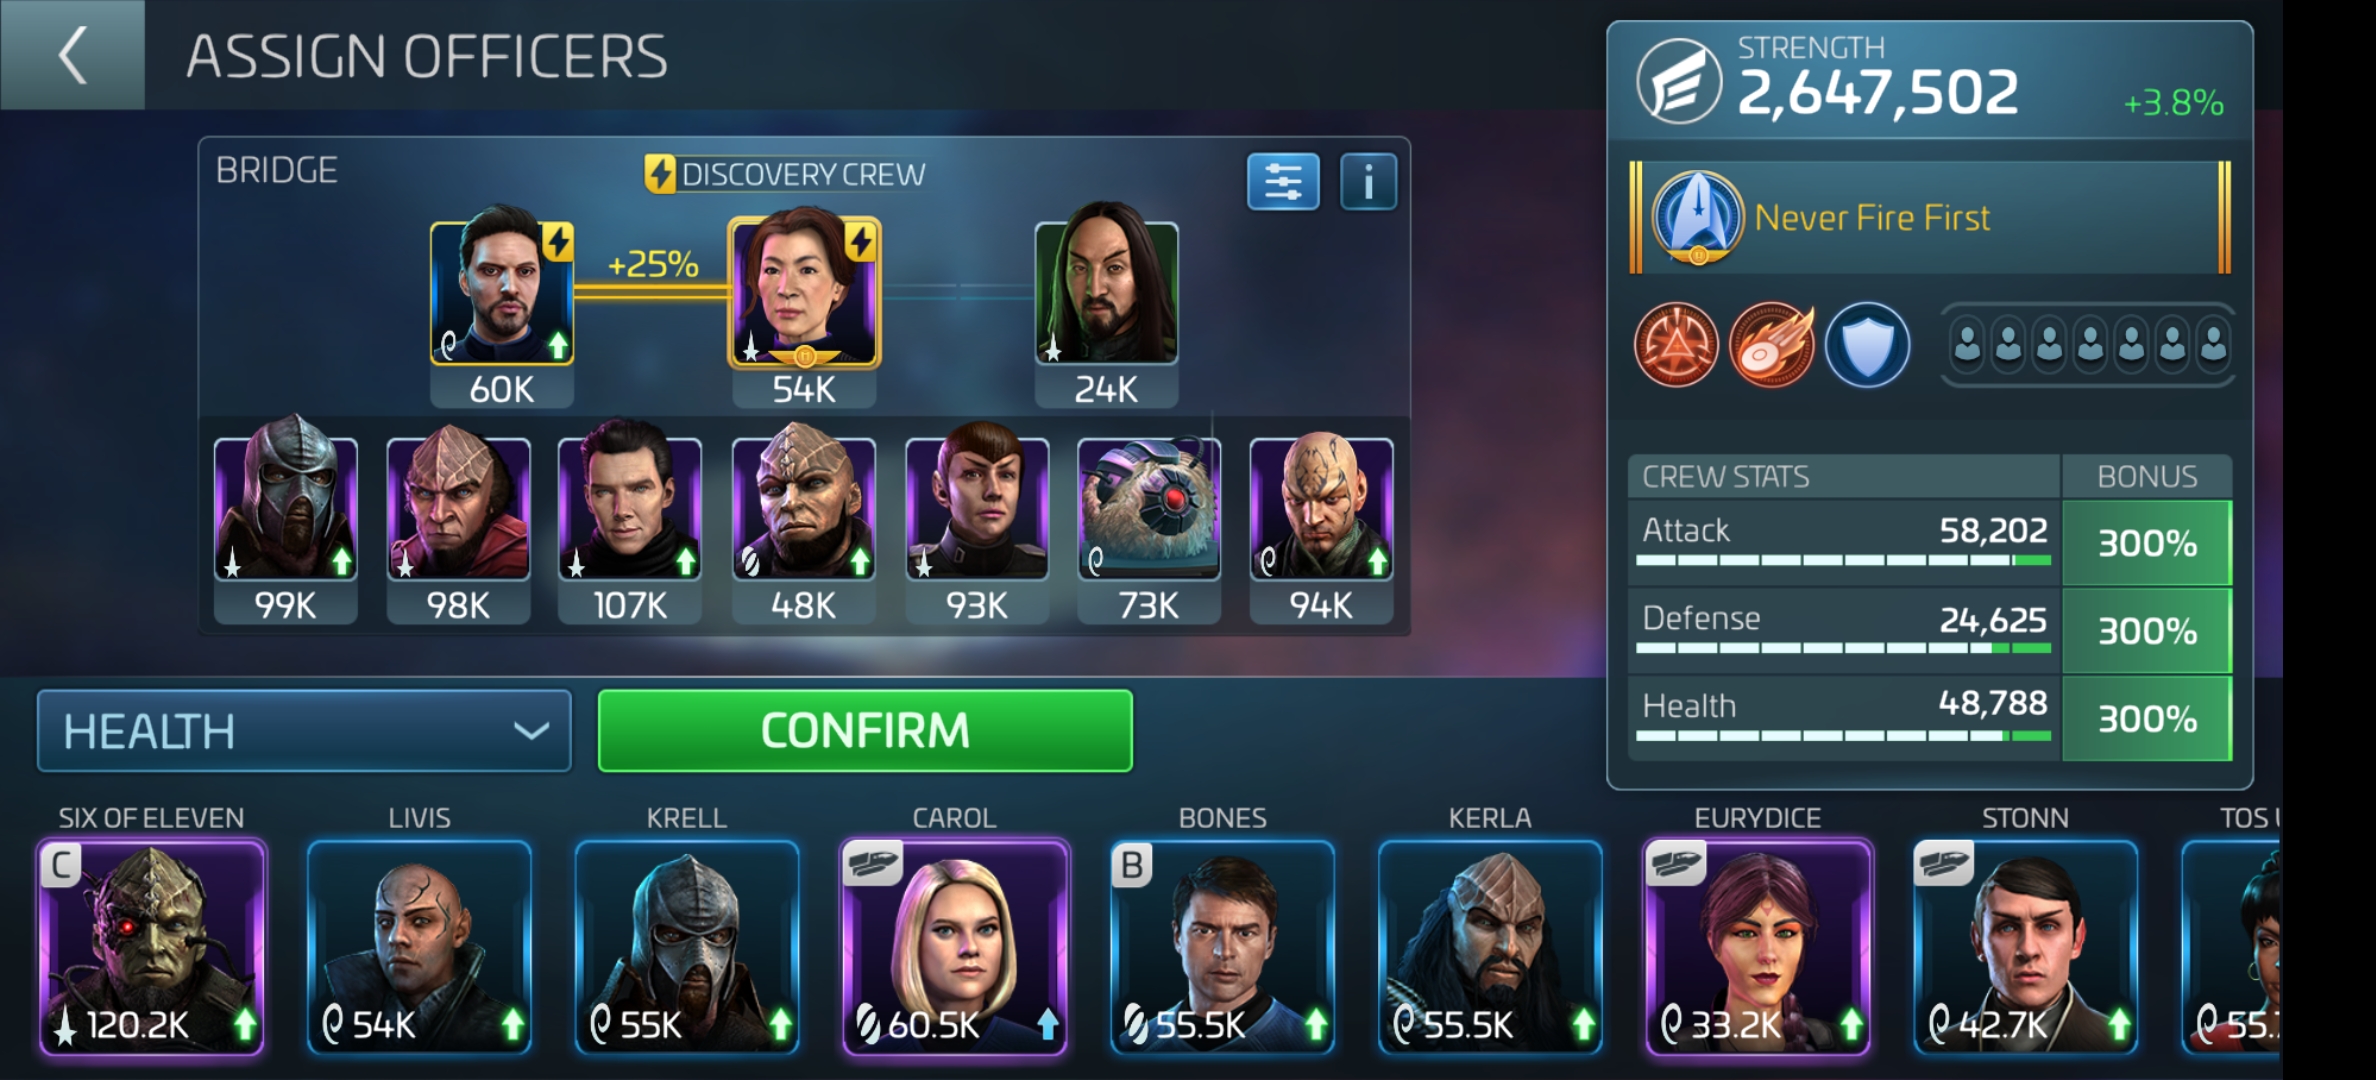 ASSIGN OFFICERS
STRENGTH
2,647,502
+3.8%
BRIDGE
DISCOVERY CREW
i
Never Fire First
+25%
60K
54K
24K
99K
98K
107K
48K
93K
73K
94K
CREW STATS
BONUS
Attack
58,202
300%
Defense
24,625
300%
Health
48,788
300%
HEALTH
CONFIRM
SIX OF ELEVEN
LIVIS
KRELL
CAROL
BONES
KERLA
EURYDICE
STONN
TOS
C
B
120.2K
54K
55K
60.5K
55.5K
55.5K
33.2K
42.7K
55.